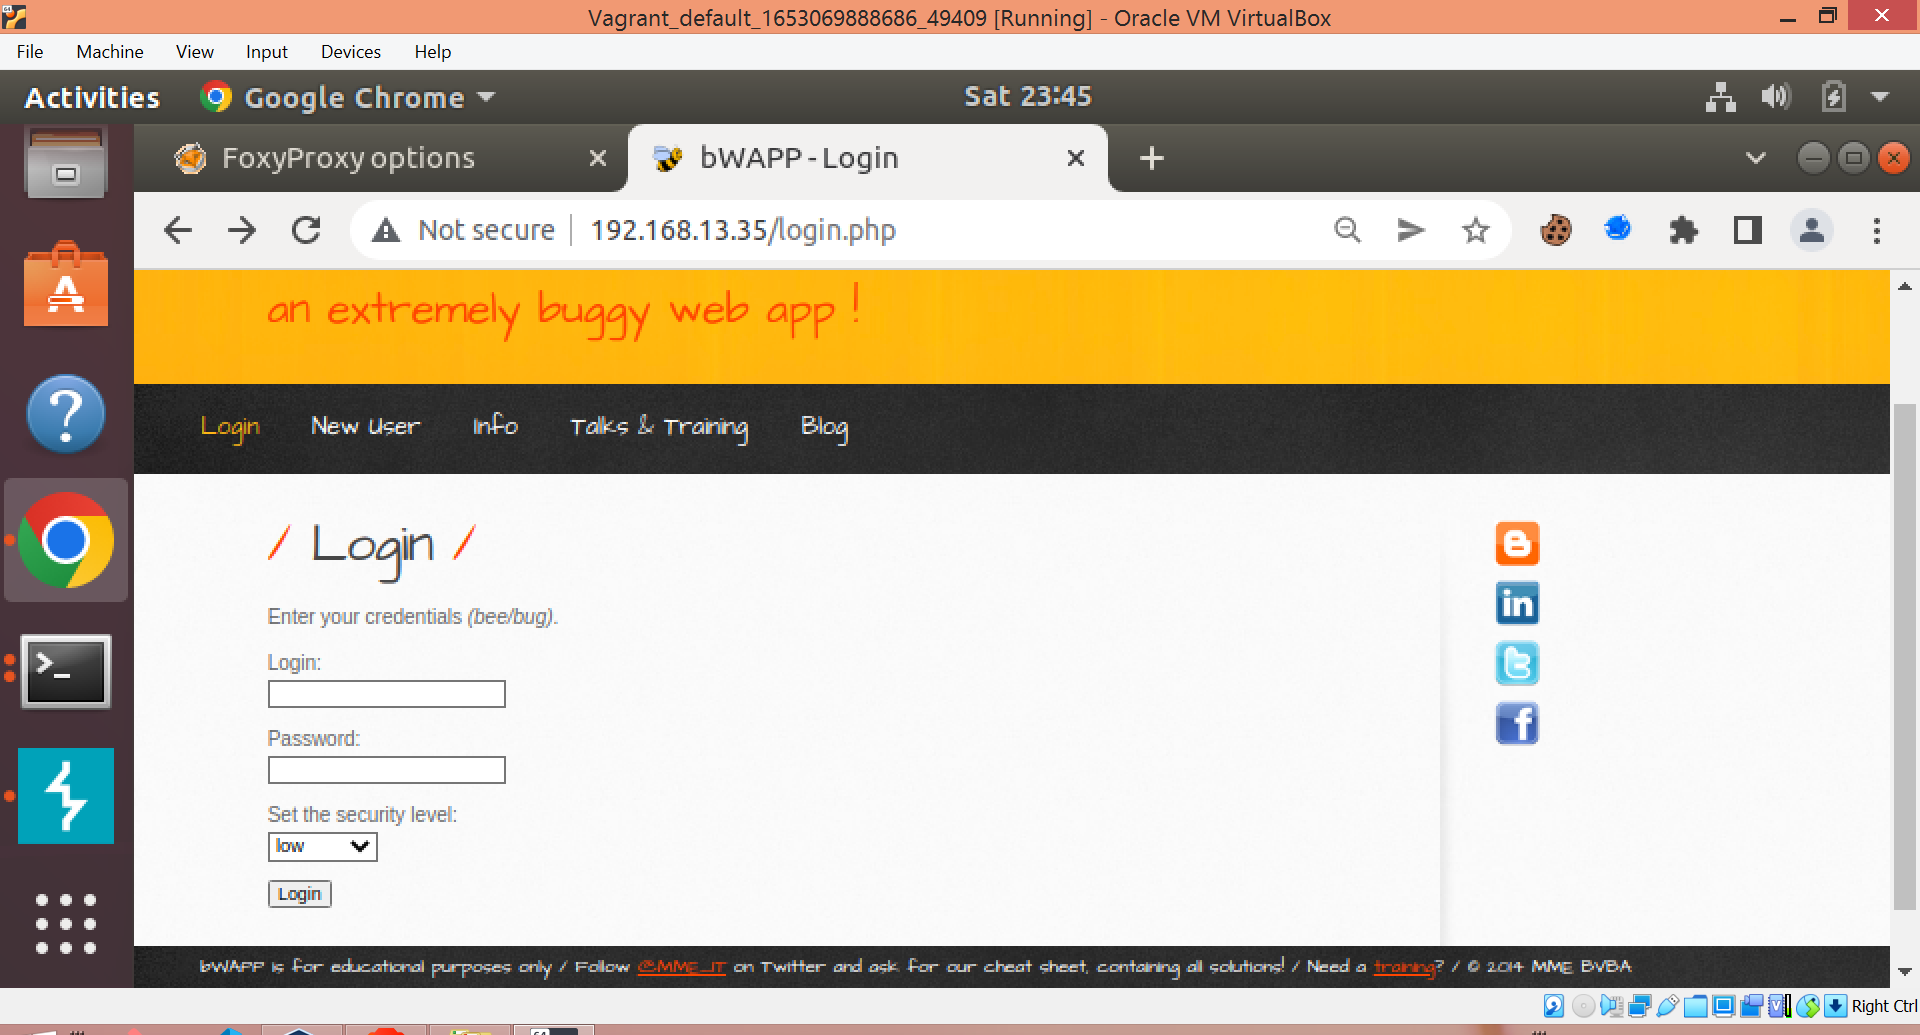 Vagrant_default_1653069888686_49409 [Running] - Oracle VM VirtualBox
File Machine View Input Devices Help
Activities Google Chrome Sat 23:45
FoxyProxy options bWAPP - Login
Not secure 192.168.13.35/login.php
an extremely buggy web app !
Login New User Info Talks & Training Blog
/ Login /
Enter your credentials (bee/bug).
Login:
Password:
Set the security level:
low
Login
bWAPP is for educational purposes only / Follow @MME_IT on Twitter and ask for our cheat sheet, containing all solutions! / Need a training? / © 2014 MME BVBA
Right Ctrl